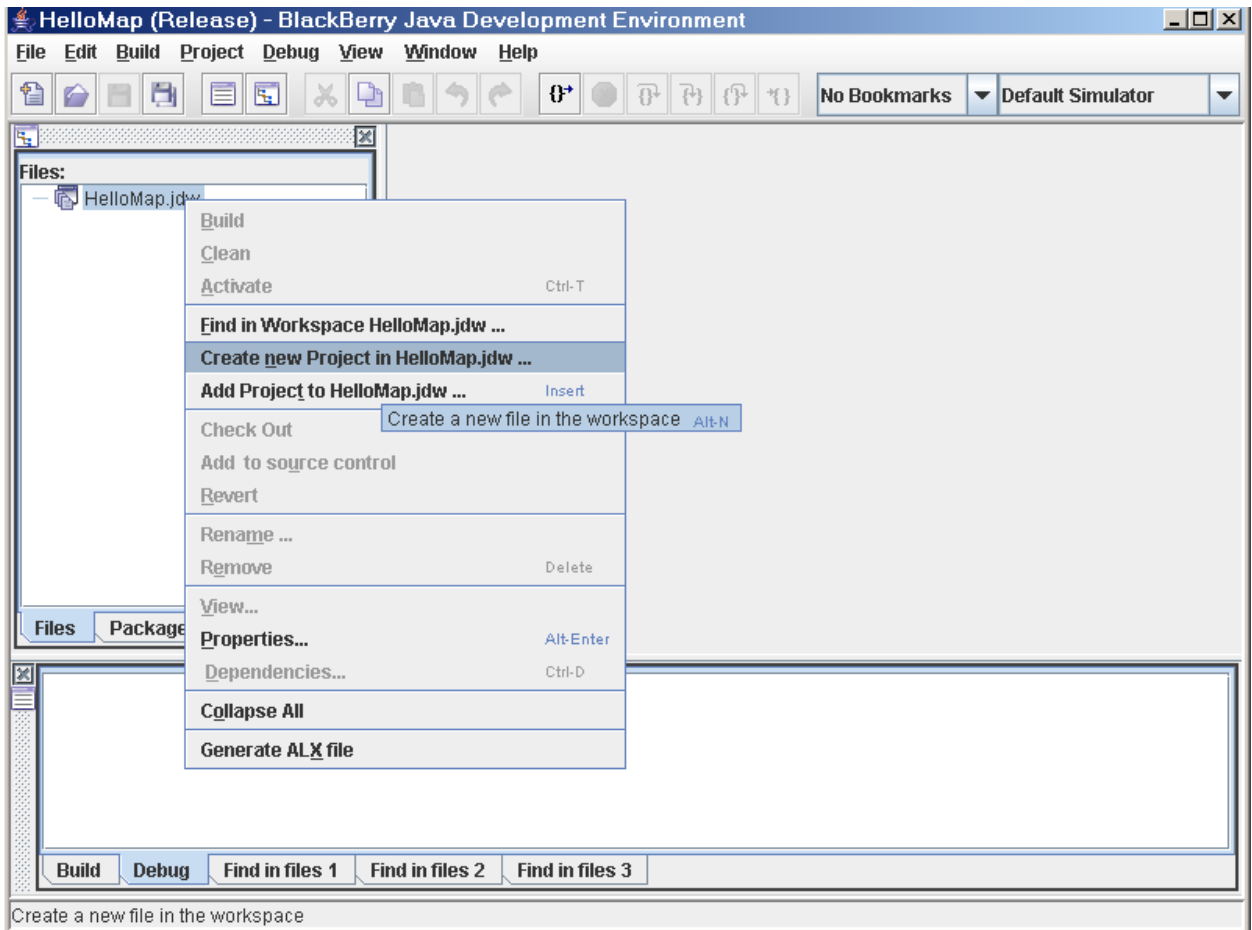 HelloMap (Release) - BlackBerry Java Development Environment
File Edit Build Project Debug View Window Help
No Bookmarks Default Simulator
Files:
HelloMap.jdw
Build
Clean
Activate Ctrl-T
Find in Workspace HelloMap.jdw ...
Create new Project in HelloMap.jdw ...
Add Project to HelloMap.jdw ... Insert
Create a new file in the workspace Alt-N
Check Out
Add to source control
Revert
Rename ...
Remove Delete
View...
Files Package
Properties... Alt-Enter
Dependencies... Ctrl-D
Collapse All
Generate ALX file
Build Debug Find in files 1 Find in files 2 Find in files 3
Create a new file in the workspace